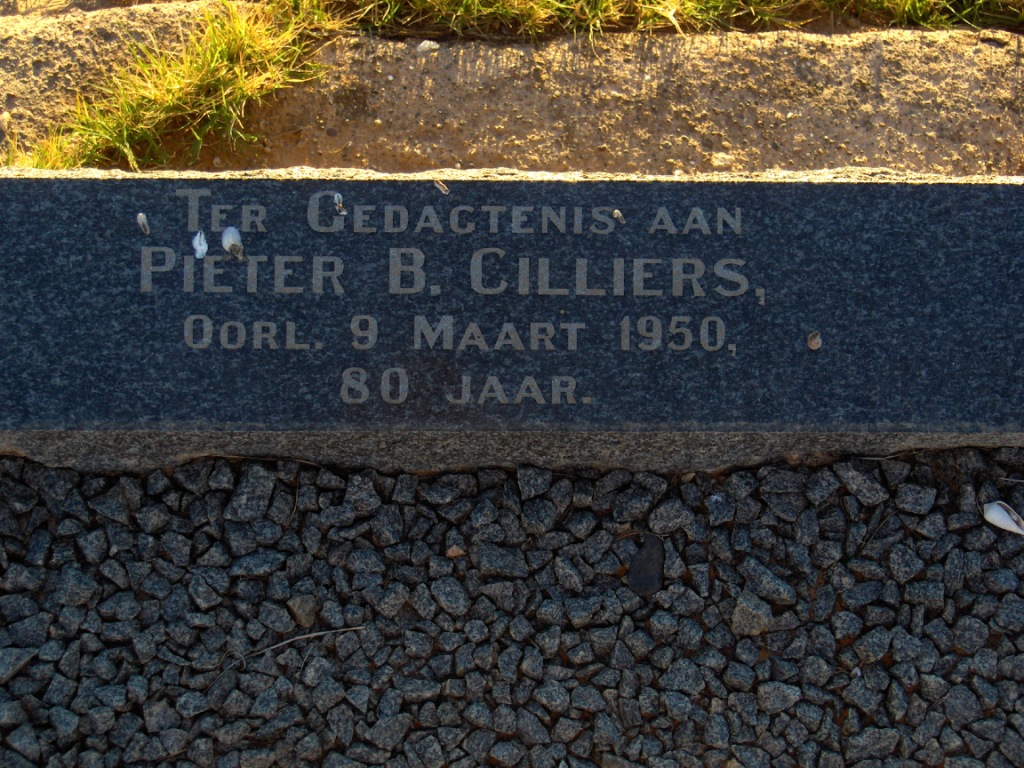 TER GEDACTENIS AAN
PIETER B. CILLIERS,
OORL. 9 MAART 1950,
80 JAAR.